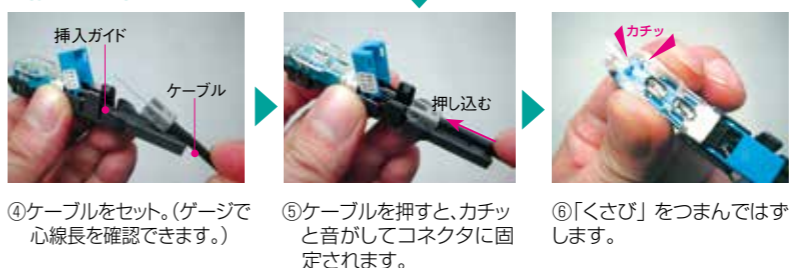 挿入ガイド
ケーブル
押し込む
カチッ
④ケーブルをセット。(ゲージで
心線長を確認できます。)
⑤ケーブルを押すと、カチッ
と音がしてコネクタに固
定されます。
⑥「くさび」をつまんではず
します。